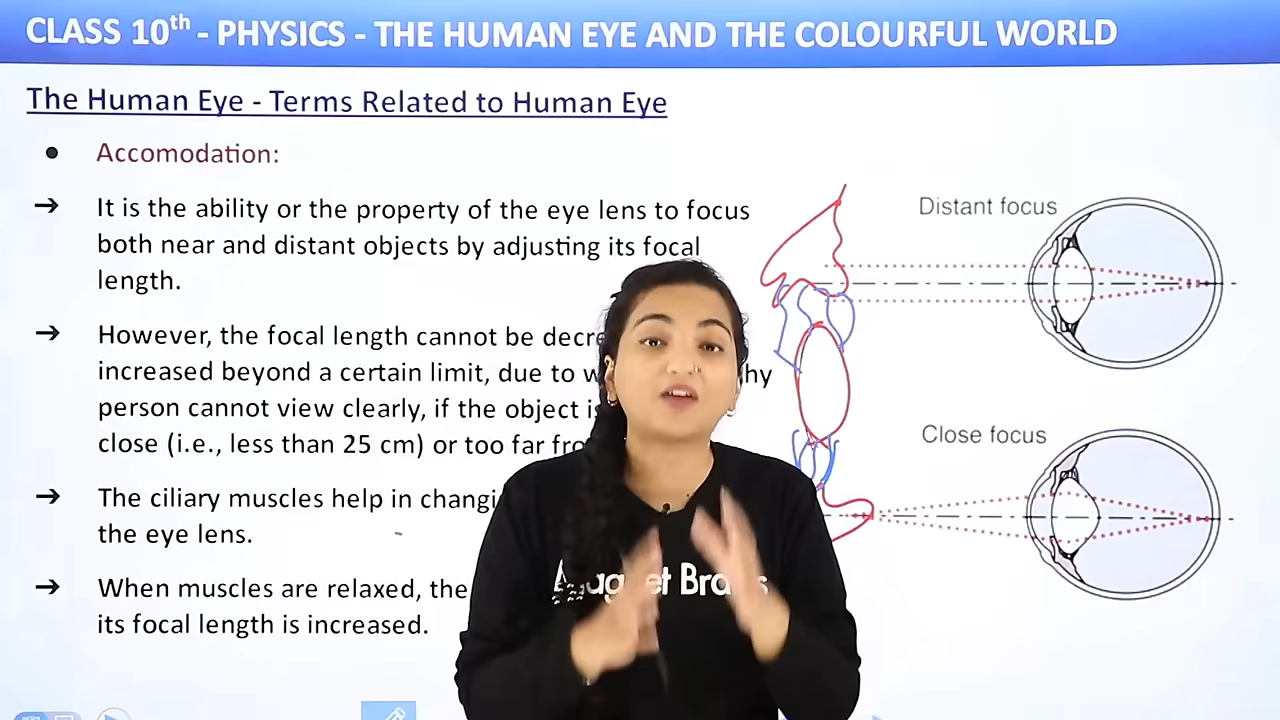 CLASS 10th - PHYSICS - THE HUMAN EYE AND THE COLOURFUL WORLD
The Human Eye - Terms Related to Human Eye
● Accomodation:
→ It is the ability or the property of the eye lens to focus
both near and distant objects by adjusting its focal
length.
→ However, the focal length cannot be
increased beyond a certain limit, due to
person cannot view clearly, if the object
close (i.e., less than 25 cm) or too far
→ The ciliary muscles help in
the eye lens.
→ When muscles are relaxed, the
its focal length is increased.
Distant focus
Close focus